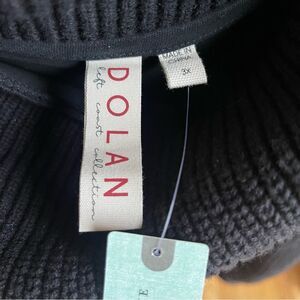 DOLAN
left coast collection
MADE IN
CHINA
3X
E